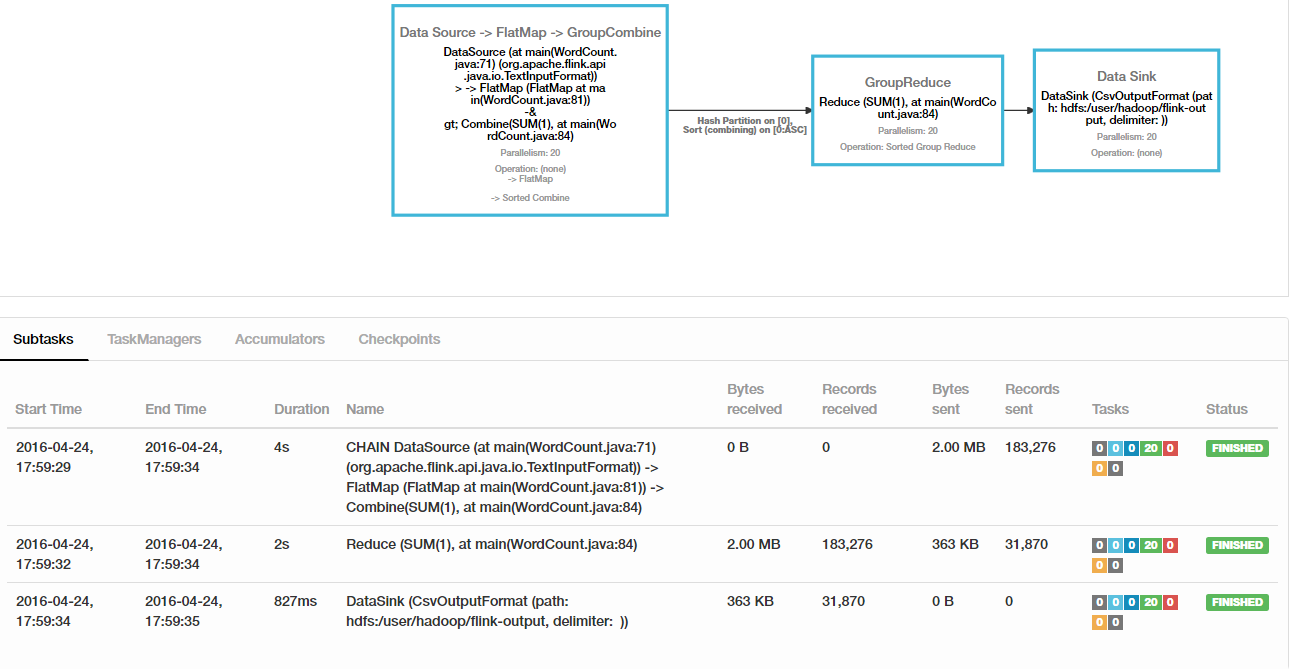 Data Source -> FlatMap -> GroupCombine
DataSource (at main(WordCount.
java:71) (org.apache.flink.api
.java.io.TextInputFormat))
> -> FlatMap (FlatMap at ma
in(WordCount.java:81))
-&
gt; Combine(SUM(1), at main(Wo
rdCount.java:84)
Parallelism: 20
Operation: (none)
-> FlatMap
-> Sorted Combine
Hash Partition on [0],
Sort (combining) on [0:ASC]
GroupReduce
Reduce (SUM(1), at main(WordCo
unt.java:84)
Parallelism: 20
Operation: Sorted Group Reduce
Data Sink
DataSink (CsvOutputFormat (pat
h: hdfs:/user/hadoop/flink-out
put, delimiter: ))
Parallelism: 20
Operation: (none)
Subtasks TaskManagers Accumulators Checkpoints
Bytes Records Bytes Records
Start Time End Time Duration Name received received sent sent Tasks Status
2016-04-24, 2016-04-24, 4s CHAIN DataSource (at main(WordCount.java:71) 0 B 0 2.00 MB 183,276 0 0 0 20 0 FINISHED
17:59:29 17:59:34 (org.apache.flink.api.java.io.TextInputFormat)) -> 0 0
FlatMap (FlatMap at main(WordCount.java:81)) ->
Combine(SUM(1), at main(WordCount.java:84)
2016-04-24, 2016-04-24, 2s Reduce (SUM(1), at main(WordCount.java:84) 2.00 MB 183,276 363 KB 31,870 0 0 0 20 0 FINISHED
17:59:32 17:59:34 0 0
2016-04-24, 2016-04-24, 827ms DataSink (CsvOutputFormat (path: 363 KB 31,870 0 B 0 0 0 0 20 0 FINISHED
17:59:34 17:59:35 hdfs:/user/hadoop/flink-output, delimiter: )) 0 0